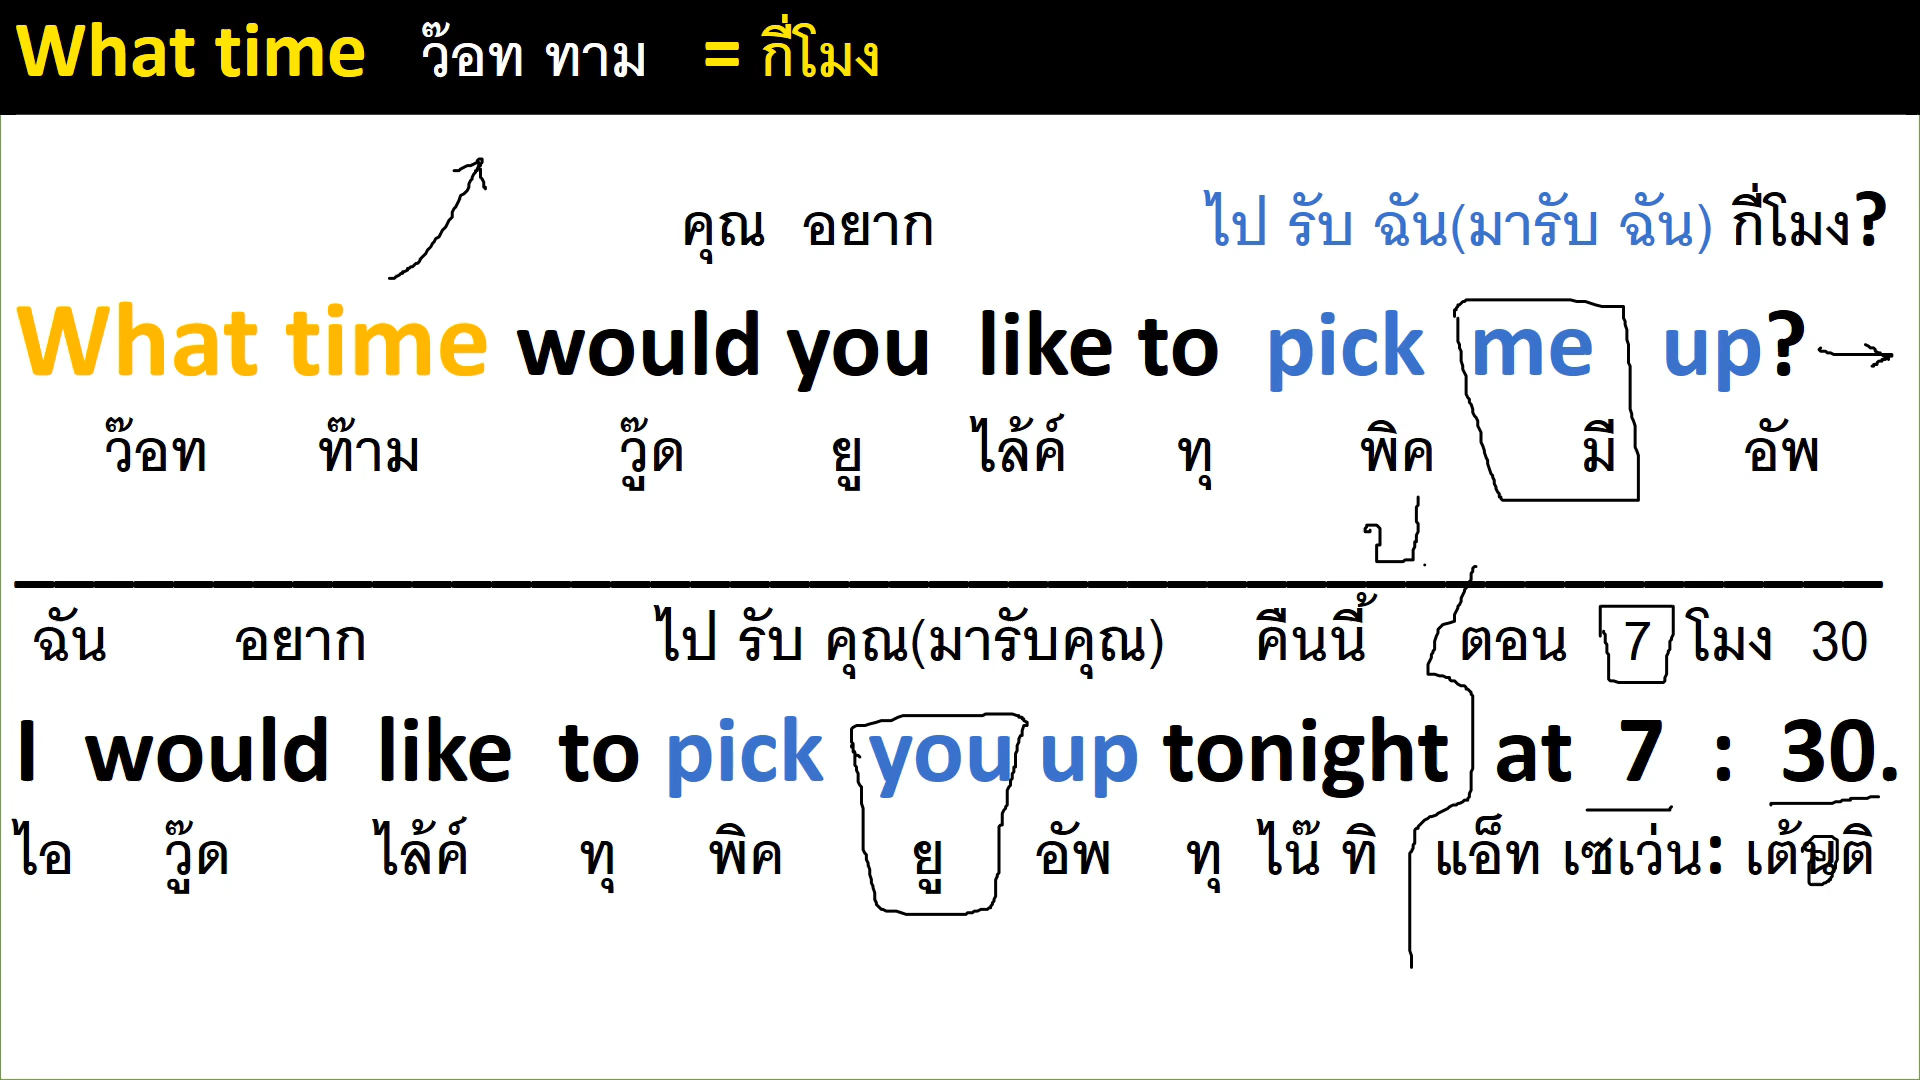 What time ว๊อท ทาม = กี่โมง
คุณ อยาก ไป รับ ฉัน(มารับ ฉัน) กี่โมง?
What time would you like to pick me up?
ว๊อท ท๊าม วู๊ด ยู ไล้ค์ ทุ พิค มี อัพ
ป
ฉัน อยาก ไป รับ คุณ(มารับคุณ) คืนนี้ ตอน 7 โมง 30
I would like to pick you up tonight at 7 : 30.
ไอ วู๊ด ไล้ค์ ทุ พิค ยู อัพ ทุ ไน๊ ทิ แอ็ท เซเว่น: เต้นติ